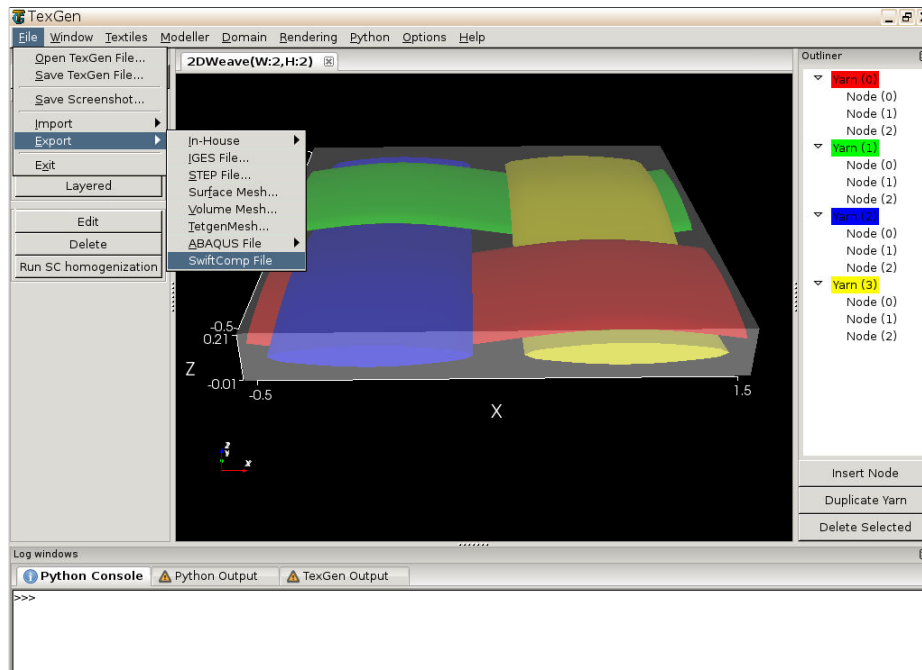 TexGen
File Window Textiles Modeller Domain Rendering Python Options Help
Open TexGen File...
Save TexGen File...
Save Screenshot...
Import
Export
Exit
In-House
IGES File...
STEP File...
Surface Mesh...
Volume Mesh...
TetgenMesh...
ABAQUS File
SwiftComp File
Layered
Edit
Delete
Run SC homogenization
2DWeave(W:2,H:2)
-0.5
0.21
Z
-0.01
-0.5
1.5
X
Z
Y
X
Outliner
Yarn (0)
Node (0)
Node (1)
Node (2)
Yarn (1)
Node (0)
Node (1)
Node (2)
Yarn (2)
Node (0)
Node (1)
Node (2)
Yarn (3)
Node (0)
Node (1)
Node (2)
Insert Node
Duplicate Yarn
Delete Selected
Log windows
Python Console Python Output TexGen Output
>>>